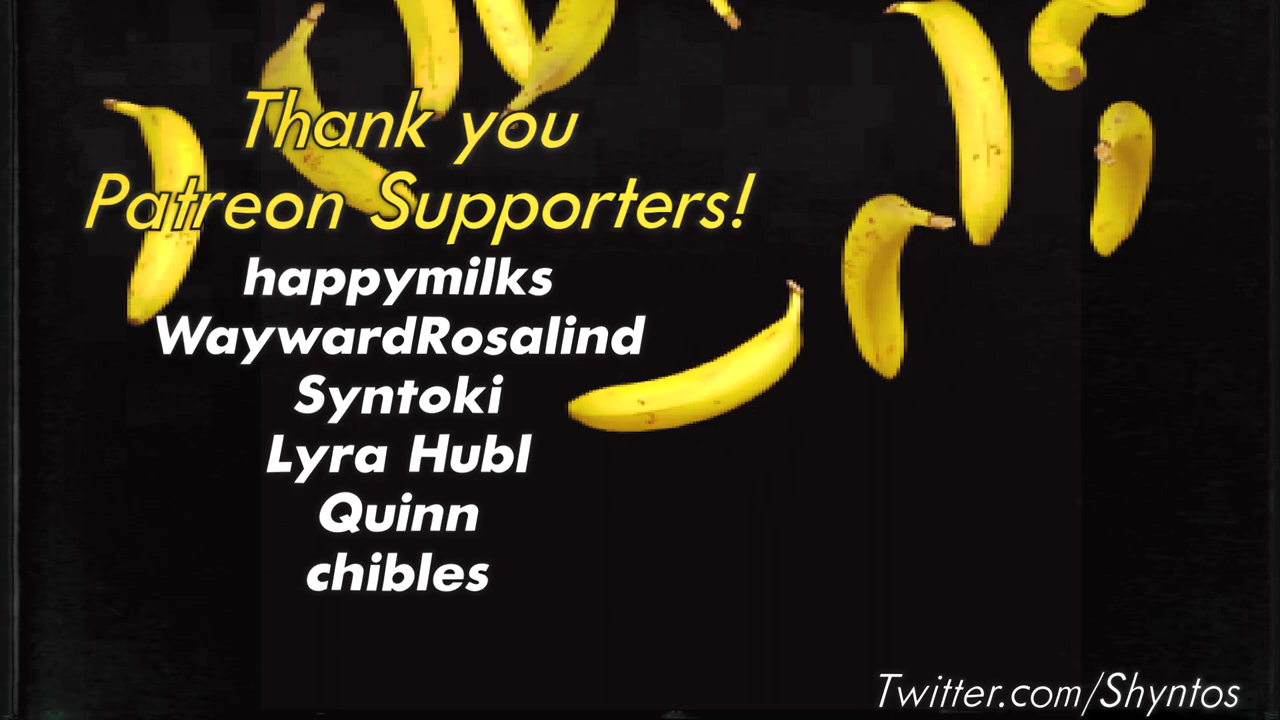 Thank you
Patreon Supporters!
happymilks
WaywardRosalind
Syntoki
Lyra Hubl
Quinn
chibles
Twitter.com/Shyntos